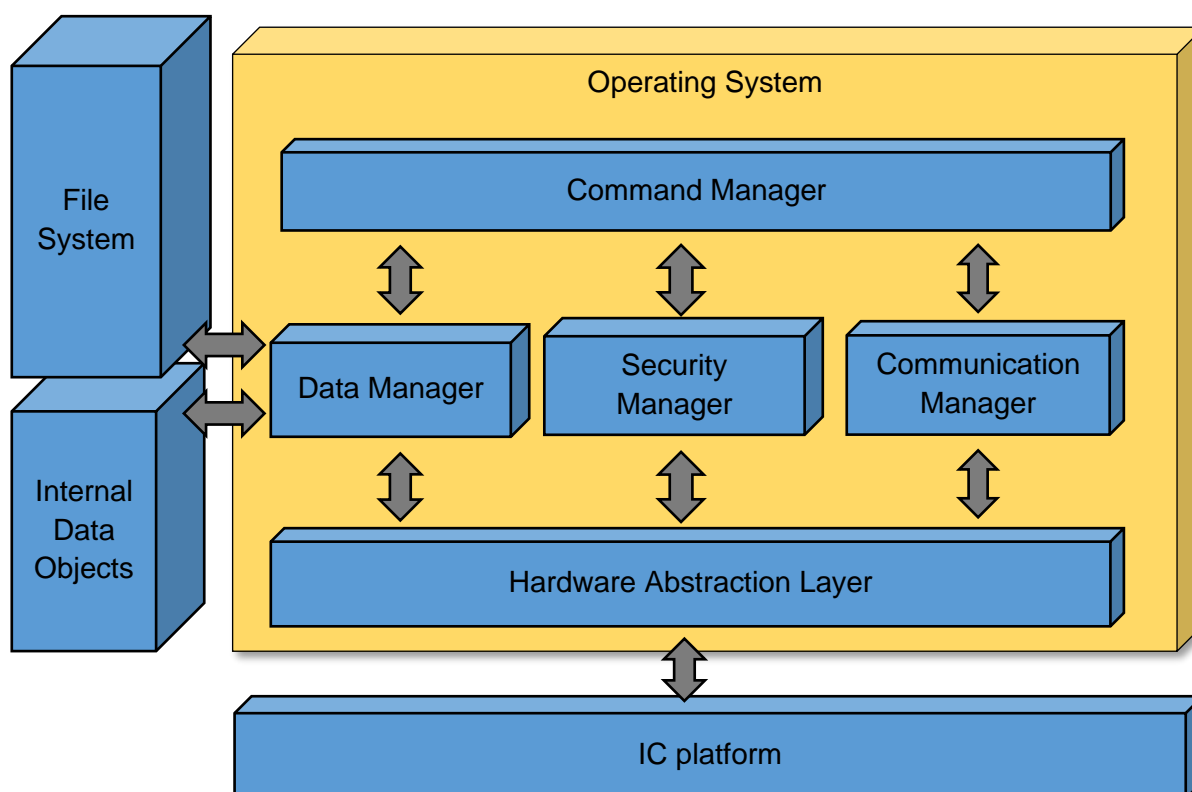 Operating System
Command Manager
File
System
Data Manager
Security
Manager
Communication
Manager
Internal
Data
Objects
Hardware Abstraction Layer
IC platform